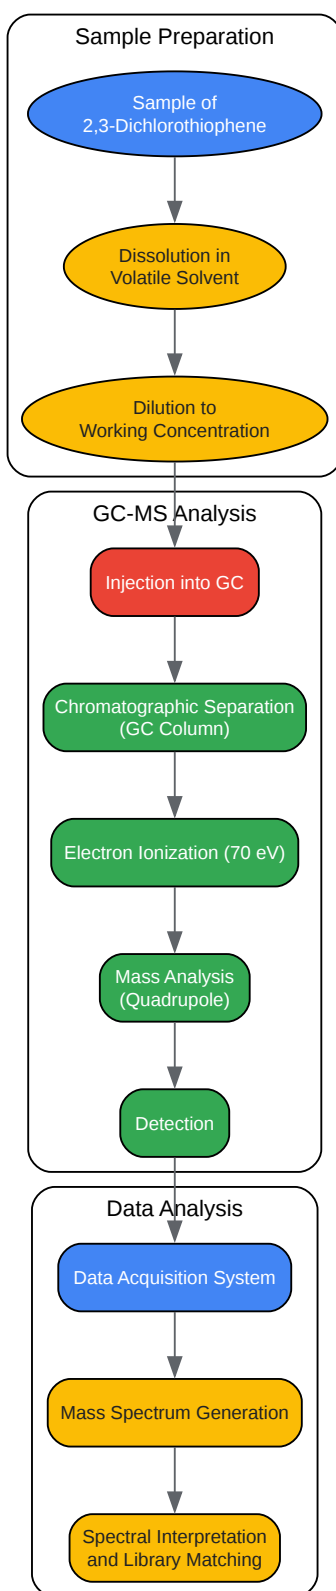 Sample Preparation
Sample of
2,3-Dichlorothiophene
Dissolution in
Volatile Solvent
Dilution to
Working Concentration
GC-MS Analysis
Injection into GC
Chromatographic Separation
(GC Column)
Electron Ionization (70 eV)
Mass Analysis
(Quadrupole)
Detection
Data Analysis
Data Acquisition System
Mass Spectrum Generation
Spectral Interpretation
and Library Matching